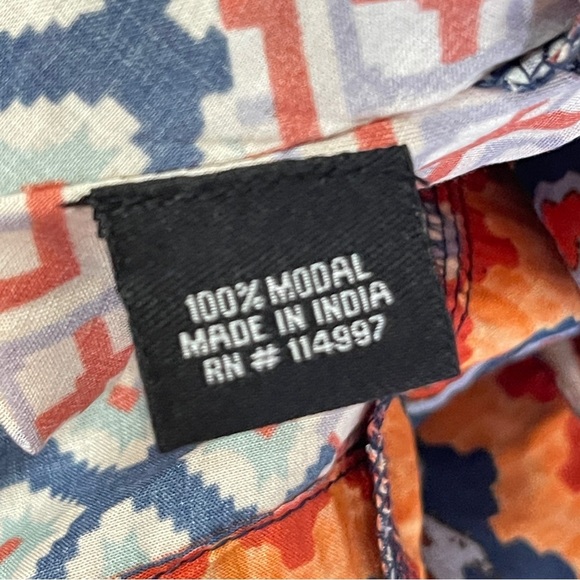 100% MODAL
MADE IN INDIA
RN # 114997